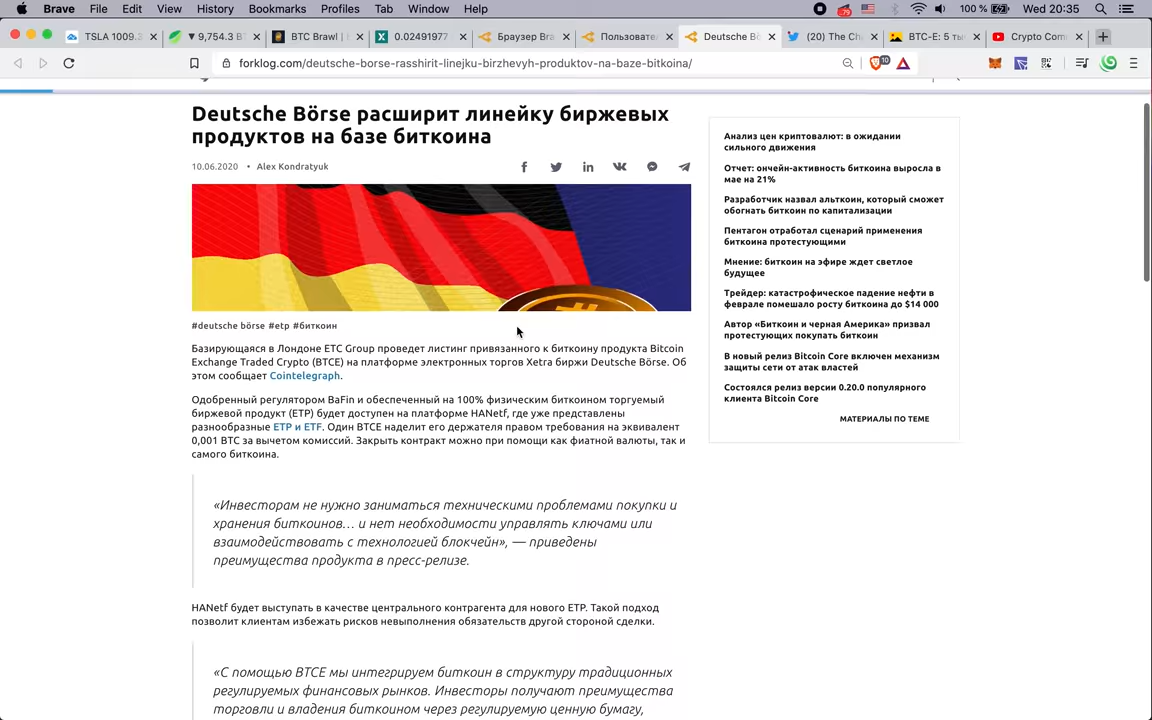 Brave File Edit View History Bookmarks Profiles Tab Window Help 79 100 % Wed 20:35
TSLA 1009.3 9,754.3 B BTC Brawl | 0.02491977 Браузер Bra Пользовате Deutsche Bö (20) The Ch BTC-E: 5 ты Crypto Com
forklog.com/deutsche-borse-rasshirit-linejku-birzhevyh-produktov-na-baze-bitkoina/ 10
Deutsche Börse расширит линейку биржевых
продуктов на базе биткоина
10.06.2020 • Alex Kondratyuk
#deutsche börse #etp #биткоин
Базирующаяся в Лондоне ETC Group проведет листинг привязанного к биткоину продукта Bitcoin
Exchange Traded Crypto (BTCE) на платформе электронных торгов Xetra биржи Deutsche Börse. Об
этом сообщает Cointelegraph.
Одобренный регулятором BaFin и обеспеченный на 100% физическим биткоином торгуемый
биржевой продукт (ETP) будет доступен на платформе HANetf, где уже представлены
разнообразные ETP и ETF. Один BTCE наделит его держателя правом требования на эквивалент
0,001 BTC за вычетом комиссий. Закрыть контракт можно при помощи как фиатной валюты, так и
самого биткоина.
«Инвесторам не нужно заниматься техническими проблемами покупки и
хранения биткоинов… и нет необходимости управлять ключами или
взаимодействовать с технологией блокчейн», — приведены
преимущества продукта в пресс-релизе.
HANetf будет выступать в качестве центрального контрагента для нового ETP. Такой подход
позволит клиентам избежать рисков невыполнения обязательств другой стороной сделки.
«С помощью BTCE мы интегрируем биткоин в структуру традиционных
регулируемых финансовых рынков. Инвесторы получают преимущества
торговли и владения биткоином через регулируемую ценную бумагу,
Анализ цен криптовалют: в ожидании
сильного движения
Отчет: ончейн-активность биткоина выросла в
мае на 21%
Разработчик назвал альткоин, который сможет
обогнать биткоин по капитализации
Пентагон отработал сценарий применения
биткоина протестующими
Мнение: биткоин на эфире ждет светлое
будущее
Трейдер: катастрофическое падение нефти в
феврале помешало росту биткоина до $14 000
Автор «Биткоин и черная Америка» призвал
протестующих покупать биткоин
В новый релиз Bitcoin Core включен механизм
защиты сети от атак властей
Состоялся релиз версии 0.20.0 популярного
клиента Bitcoin Core
МАТЕРИАЛЫ ПО ТЕМЕ